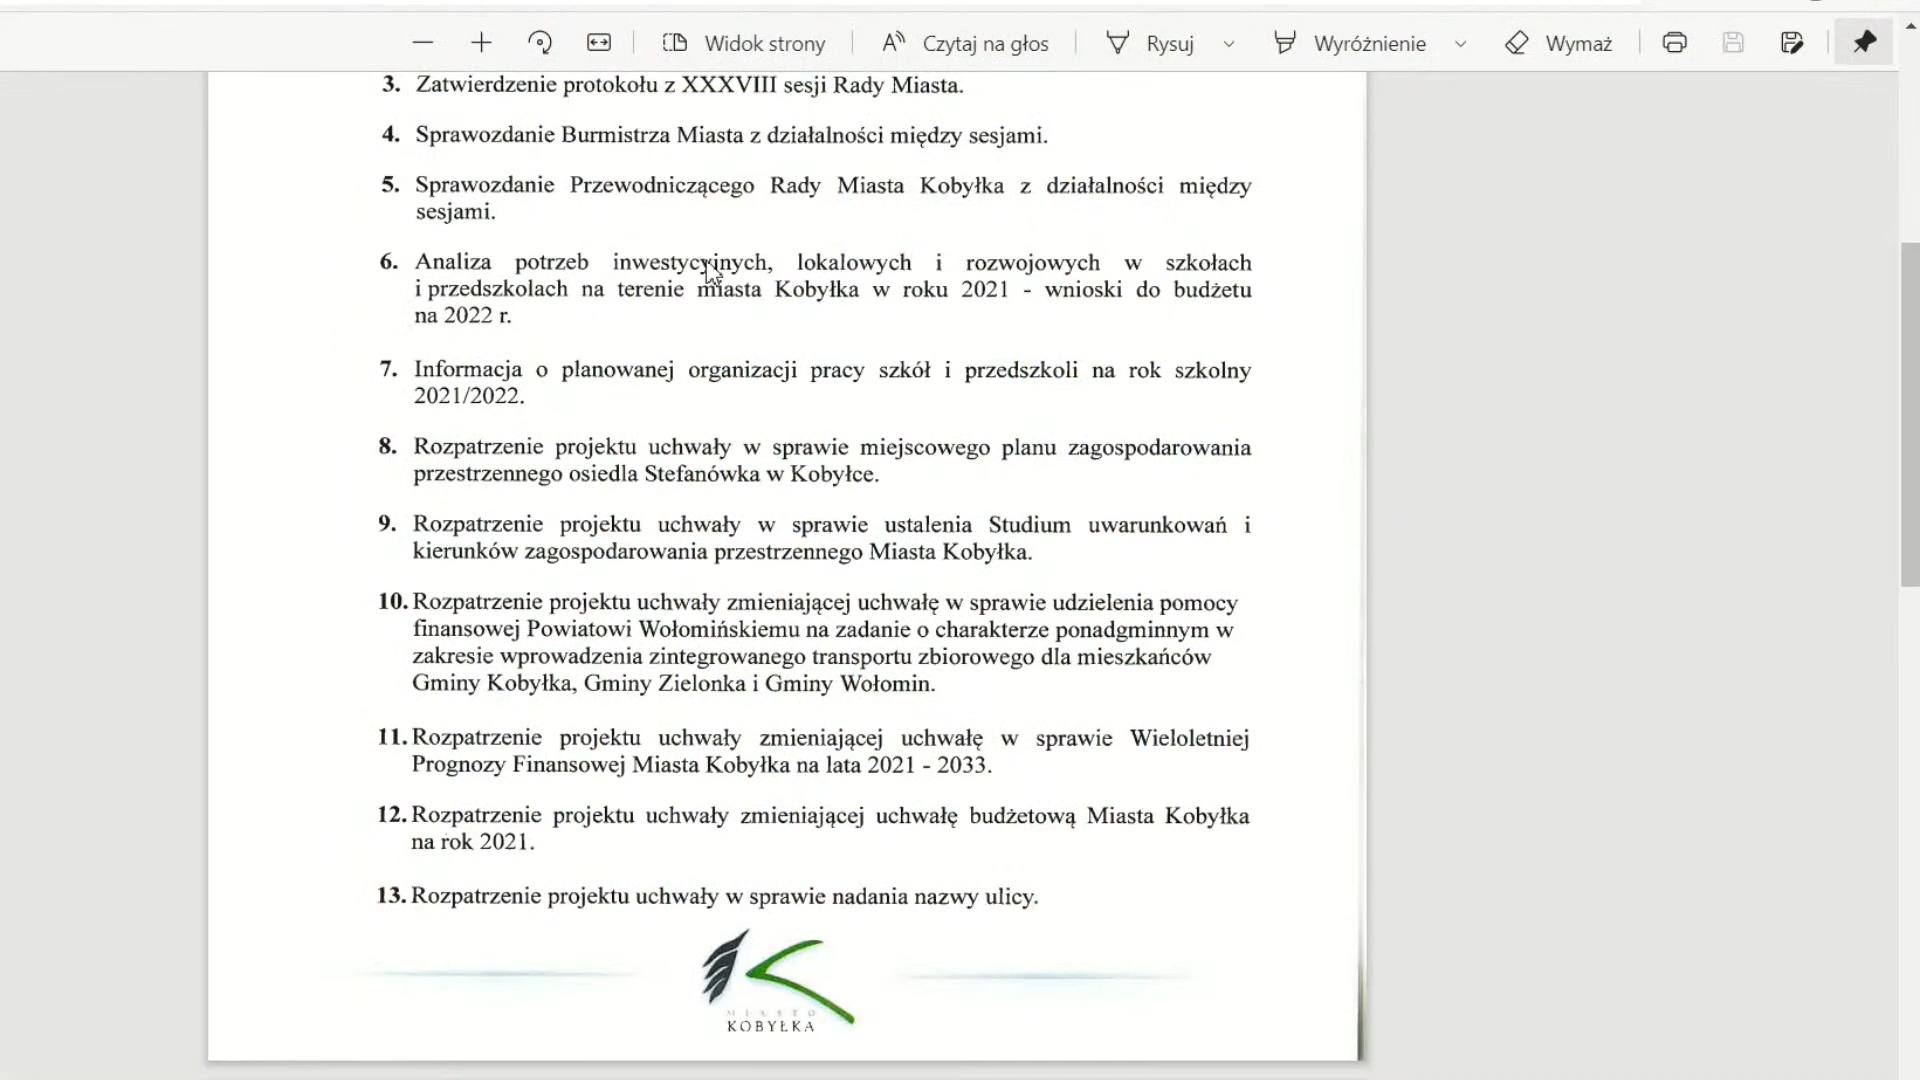 Widok strony
Czytaj na głos
Rysuj
Wyróżnienie
Wymaż
3. Zatwierdzenie protokołu z XXXVIII sesji Rady Miasta.
4. Sprawozdanie Burmistrza Miasta z działalności między sesjami.
5. Sprawozdanie Przewodniczącego Rady Miasta Kobyłka z działalności między
sesjami.
6. Analiza potrzeb inwestycyjnych, lokalowych i rozwojowych w szkołach
i przedszkolach na terenie miasta Kobyłka w roku 2021 - wnioski do budżetu
na 2022 r.
7. Informacja o planowanej organizacji pracy szkół i przedszkoli na rok szkolny
2021/2022.
8. Rozpatrzenie projektu uchwały w sprawie miejscowego planu zagospodarowania
przestrzennego osiedla Stefanówka w Kobyłce.
9. Rozpatrzenie projektu uchwały w sprawie ustalenia Studium uwarunkowań i
kierunków zagospodarowania przestrzennego Miasta Kobyłka.
10. Rozpatrzenie projektu uchwały zmieniającej uchwałę w sprawie udzielenia pomocy
finansowej Powiatowi Wołomińskiemu na zadanie o charakterze ponadgminnym w
zakresie wprowadzenia zintegrowanego transportu zbiorowego dla mieszkańców
Gminy Kobyłka, Gminy Zielonka i Gminy Wołomin.
11. Rozpatrzenie projektu uchwały zmieniającej uchwałę w sprawie Wieloletniej
Prognozy Finansowej Miasta Kobyłka na lata 2021 - 2033.
12. Rozpatrzenie projektu uchwały zmieniającej uchwałę budżetową Miasta Kobyłka
na rok 2021.
13. Rozpatrzenie projektu uchwały w sprawie nadania nazwy ulicy.
MIASTO
KOBYŁKA